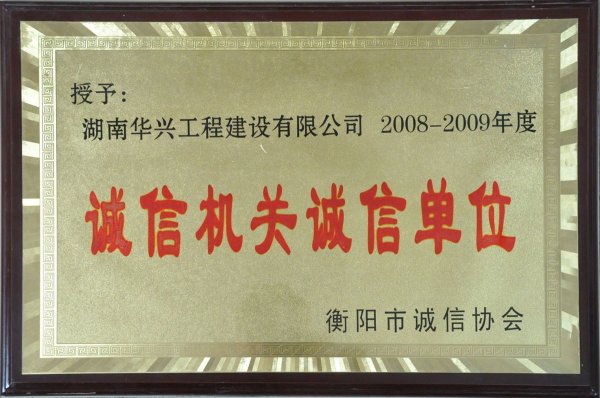 授予：
湖南华兴工程建设有限公司 2008-2009年度
诚信机关诚信单位
衡阳市诚信协会